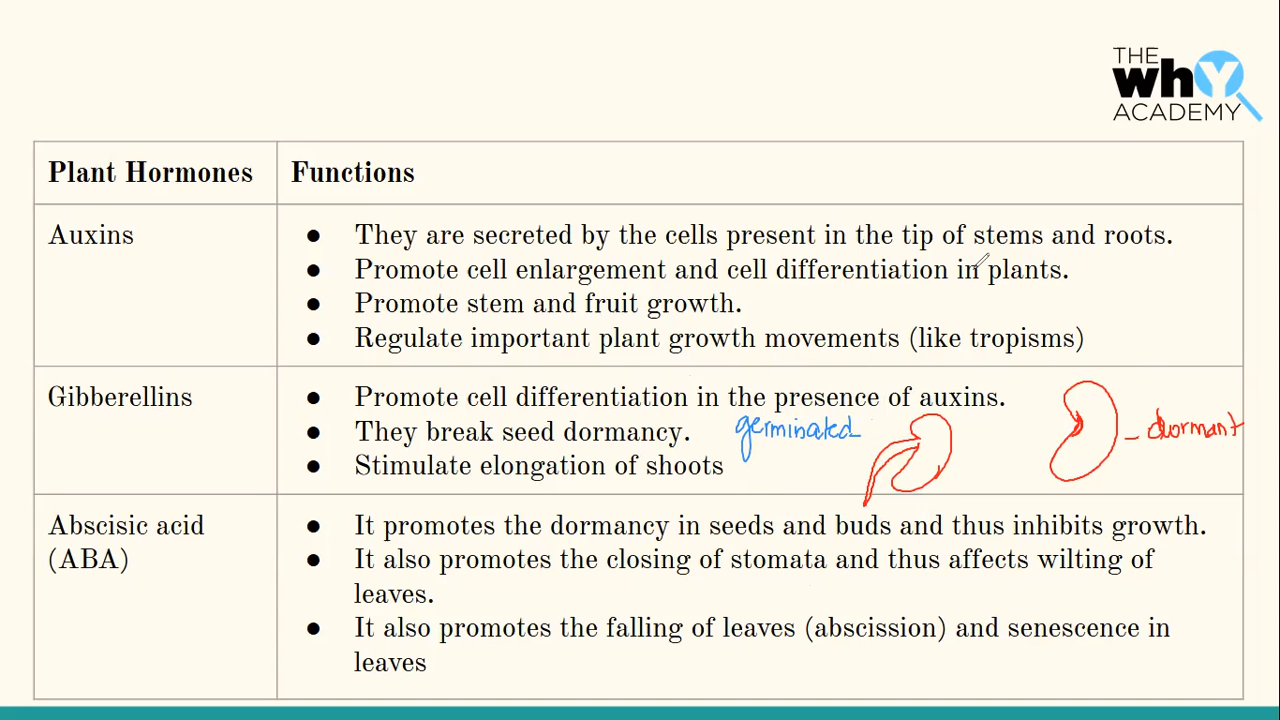 THE
whY
ACADEMY
Plant Hormones Functions
Auxins
● They are secreted by the cells present in the tip of stems and roots.
● Promote cell enlargement and cell differentiation in plants.
● Promote stem and fruit growth.
● Regulate important plant growth movements (like tropisms)
Gibberellins
● Promote cell differentiation in the presence of auxins.
● They break seed dormancy.
germinated
- dormant
● Stimulate elongation of shoots
Abscisic acid
(ABA)
● It promotes the dormancy in seeds and buds and thus inhibits growth.
● It also promotes the closing of stomata and thus affects wilting of
leaves.
● It also promotes the falling of leaves (abscission) and senescence in
leaves